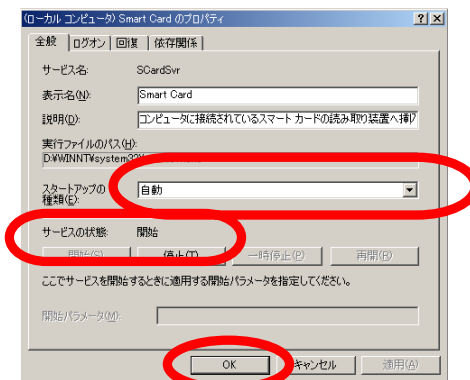 (ローカル コンピュータ) Smart Card のプロパティ
全般 ログオン 回復 依存関係
サービス名: SCardSvr
表示名(N): Smart Card
説明(D): コンピュータに接続されているスマート カードの読み取り装置へ挿
実行ファイルのパス(H):
D:¥WINNT¥system32
スタートアップの
種類(E): 自動
サービスの状態: 開始
開始(S) 停止(T) 一時停止(P) 再開(R)
ここでサービスを開始するときに適用する開始パラメータを指定してください。
開始パラメータ(M):
OK キャンセル 適用(A)